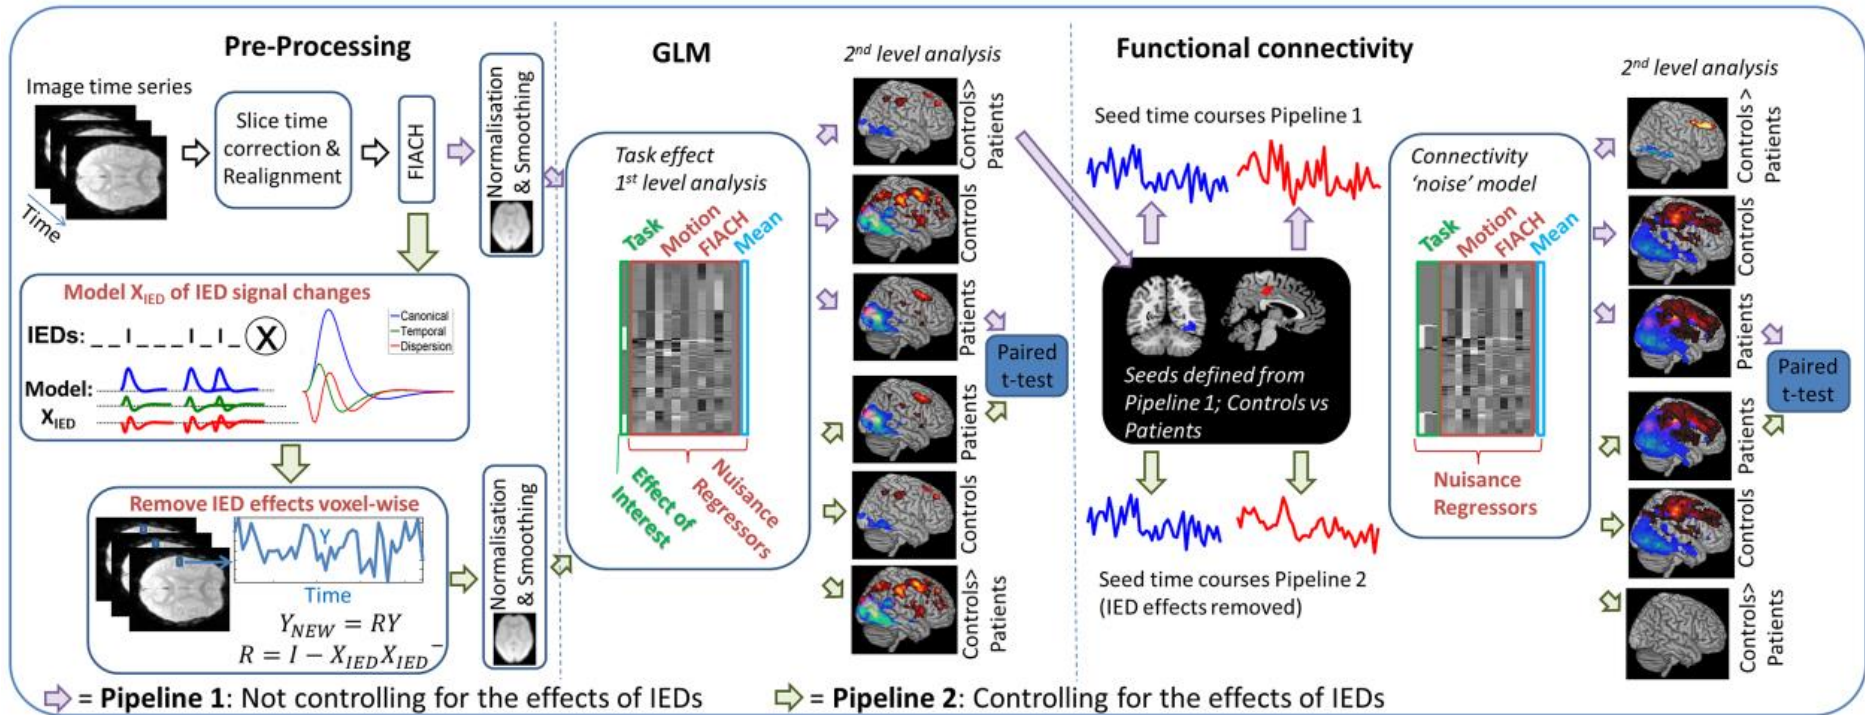 Pre-Processing
Image time series
Time
Slice time
correction &
Realignment
FIACH
Normalisation
& Smoothing
Model X_IED of IED signal changes
IEDs: _ _ I _ _ _ I _ I _ X
Canonical
Temporal
Dispersion
Model:
X_IED
Remove IED effects voxel-wise
Y
Time
Y_NEW = RY
R = I − X_IED X_IED^−
Normalisation
& Smoothing
GLM
Task effect
1st level analysis
Task
Motion
FIACH
Mean
Effect of
Interest
Nuisance
Regressors
2nd level analysis
Controls>
Patients
Controls
Patients
Patients
Controls
Controls>
Patients
Paired
t-test
Functional connectivity
Seed time courses Pipeline 1
Seeds defined from
Pipeline 1; Controls vs
Patients
Seed time courses Pipeline 2
(IED effects removed)
Connectivity
‘noise’ model
Task
Motion
FIACH
Mean
Nuisance
Regressors
2nd level analysis
Controls>
Patients
Controls
Patients
Patients
Controls
Controls>
Patients
Paired
t-test
= Pipeline 1: Not controlling for the effects of IEDs
= Pipeline 2: Controlling for the effects of IEDs